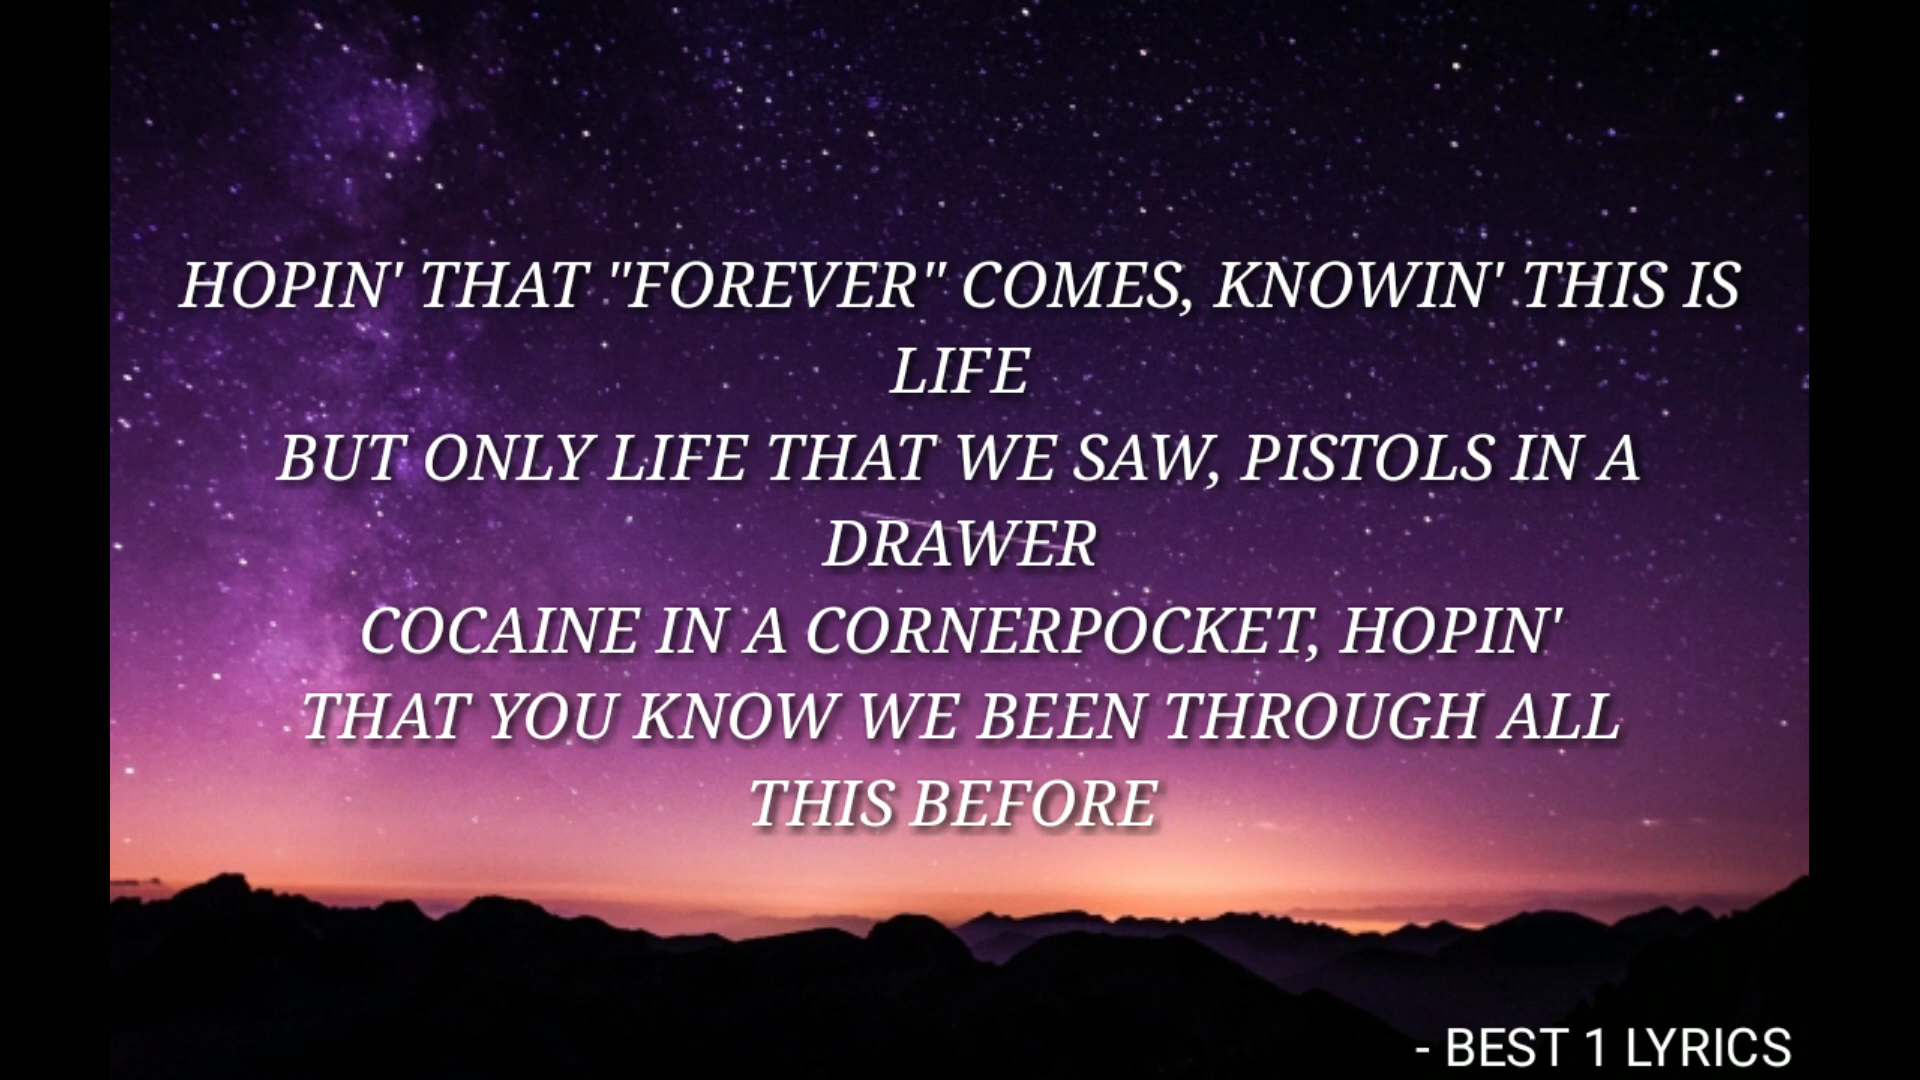 HOPIN' THAT "FOREVER" COMES, KNOWIN' THIS IS
LIFE
BUT ONLY LIFE THAT WE SAW, PISTOLS IN A
DRAWER
COCAINE IN A CORNERPOCKET, HOPIN'
THAT YOU KNOW WE BEEN THROUGH ALL
THIS BEFORE
- BEST 1 LYRICS